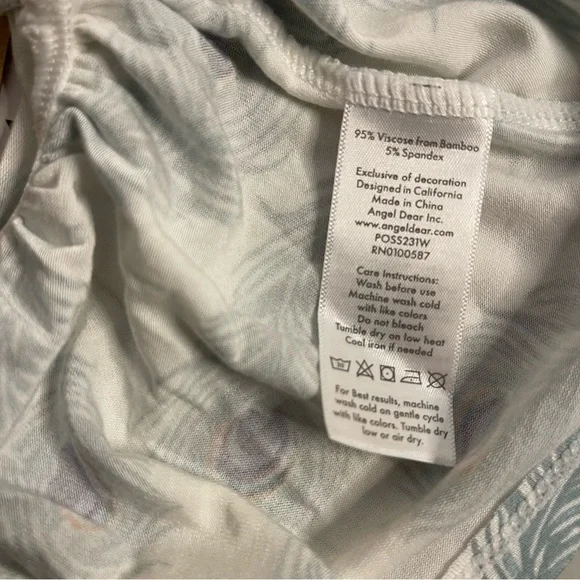 95% Viscose from Bamboo
5% Spandex
Exclusive of decoration
Designed in California
Made in China
Angel Dear Inc.
www.angeldear.com
POSS231W
RN0100587
Care Instructions:
Wash before use
Machine wash cold
with like colors
Do not bleach
Tumble dry on low heat
Cool iron if needed
30
For Best results, machine
wash cold on gentle cycle
with like colors. Tumble dry
low or air dry.